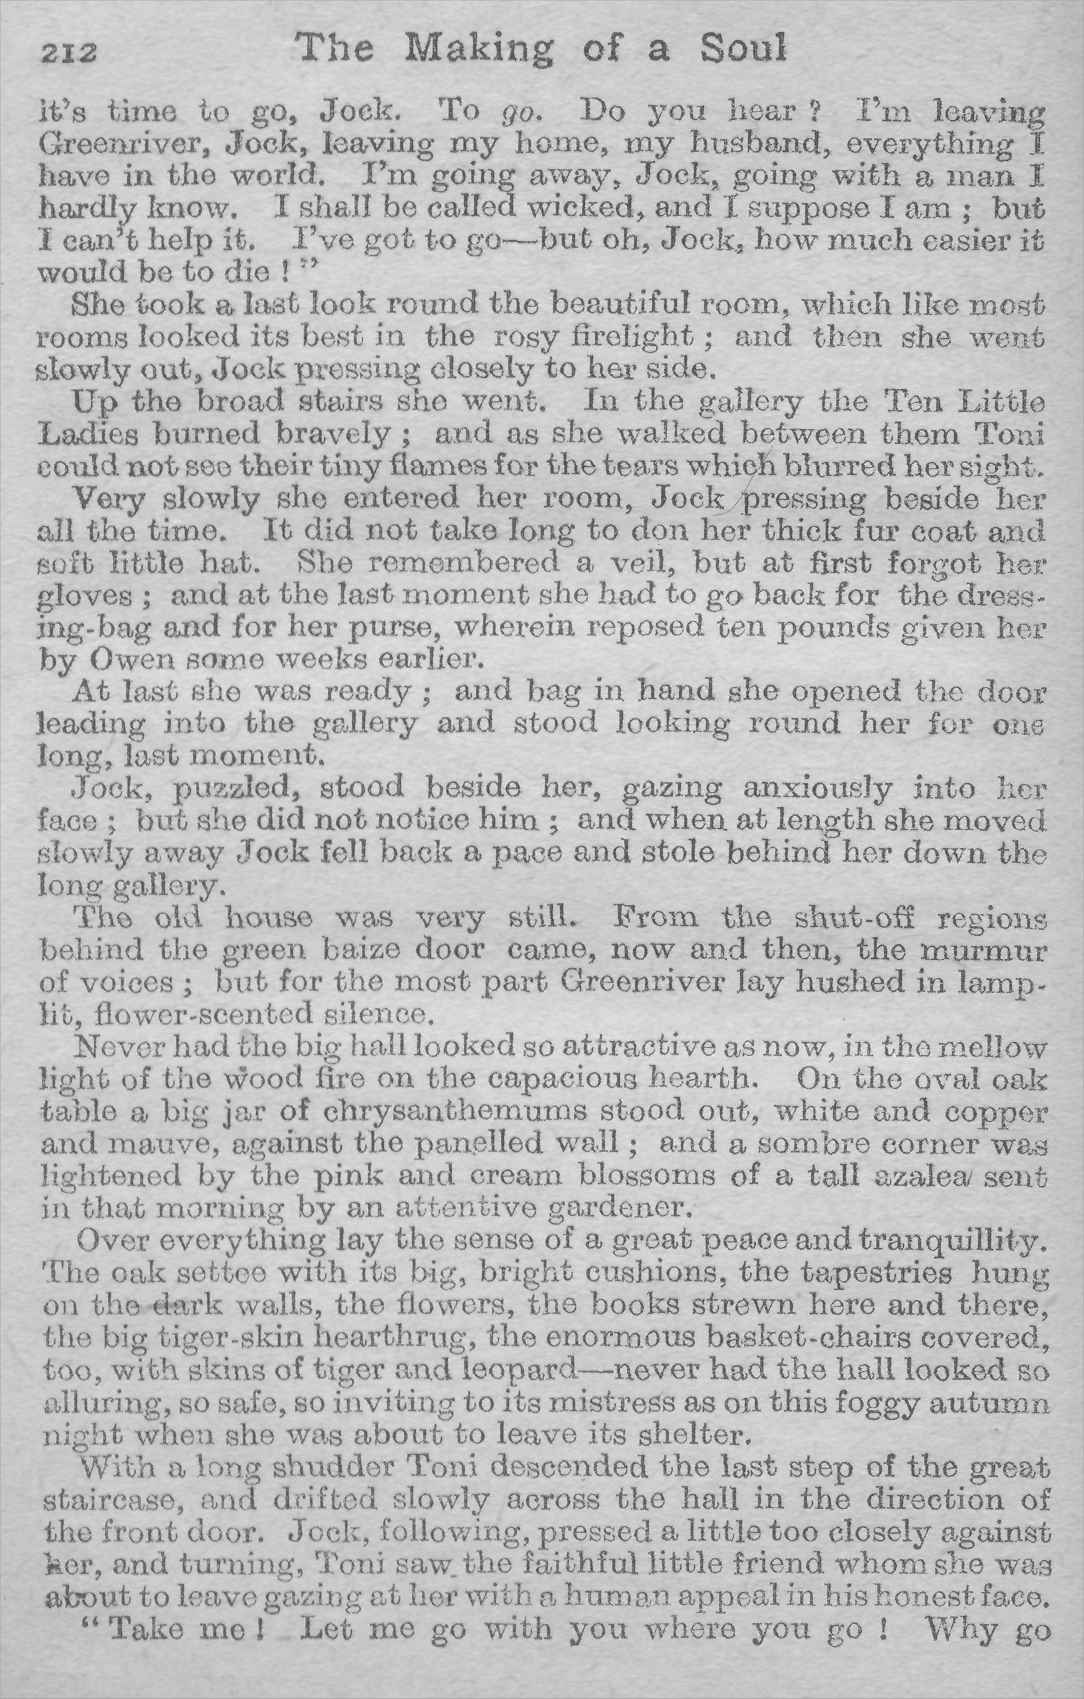 212 The Making of a Soul
it's time to go, Jock. To go. Do you hear ? I'm leaving
Greenriver, Jock, leaving my home, my husband, everything I
have in the world. I'm going away, Jock, going with a man I
hardly know. I shall be called wicked, and I suppose I am ; but
I can't help it. I've got to go—but oh, Jock, how much easier it
would be to die ! "
She took a last look round the beautiful room, which like most
rooms looked its best in the rosy firelight ; and then she went
slowly out, Jock pressing closely to her side.
Up the broad stairs she went. In the gallery the Ten Little
Ladies burned bravely ; and as she walked between them Toni
could not see their tiny flames for the tears which blurred her sight.
Very slowly she entered her room, Jock pressing beside her
all the time. It did not take long to don her thick fur coat and
soft little hat. She remembered a veil, but at first forgot her
gloves ; and at the last moment she had to go back for the dress-
ing-bag and for her purse, wherein reposed ten pounds given her
by Owen some weeks earlier.
At last she was ready ; and bag in hand she opened the door
leading into the gallery and stood looking round her for one
long, last moment.
Jock, puzzled, stood beside her, gazing anxiously into her
face ; but she did not notice him ; and when at length she moved
slowly away Jock fell back a pace and stole behind her down the
long gallery.
The old house was very still. From the shut-off regions
behind the green baize door came, now and then, the murmur
of voices ; but for the most part Greenriver lay hushed in lamp-
lit, flower-scented silence.
Never had the big hall looked so attractive as now, in the mellow
light of the wood fire on the capacious hearth. On the oval oak
table a big jar of chrysanthemums stood out, white and copper
and mauve, against the panelled wall ; and a sombre corner was
lightened by the pink and cream blossoms of a tall azalea sent
in that morning by an attentive gardener.
Over everything lay the sense of a great peace and tranquillity.
The oak settee with its big, bright cushions, the tapestries hung
on the dark walls, the flowers, the books strewn here and there,
the big tiger-skin hearthrug, the enormous basket-chairs covered,
too, with skins of tiger and leopard—never had the hall looked so
alluring, so safe, so inviting to its mistress as on this foggy autumn
night when she was about to leave its shelter.
With a long shudder Toni descended the last step of the great
staircase, and drifted slowly across the hall in the direction of
the front door. Jock, following, pressed a little too closely against
her, and turning, Toni saw the faithful little friend whom she was
about to leave gazing at her with a human appeal in his honest face.
" Take me ! Let me go with you where you go ! Why go